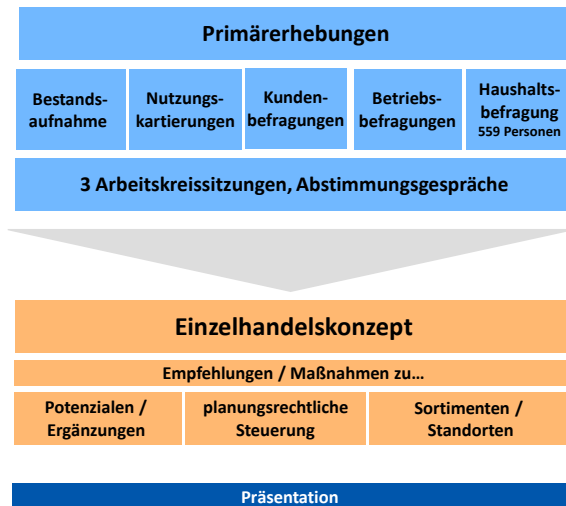 Primärerhebungen
Bestands-
aufnahme
Nutzungs-
kartierungen
Kunden-
befragungen
Betriebs-
befragungen
Haushalts-
befragung
559 Personen
3 Arbeitskreissitzungen, Abstimmungsgespräche
Einzelhandelskonzept
Empfehlungen / Maßnahmen zu...
Potenzialen /
Ergänzungen
planungsrechtliche
Steuerung
Sortimenten /
Standorten
Präsentation